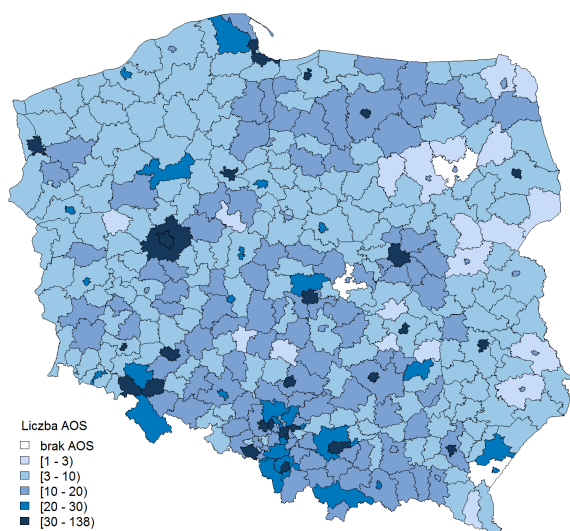 Liczba AOS
brak AOS
[1 - 3)
[3 - 10)
[10 - 20)
[20 - 30)
[30 - 138)